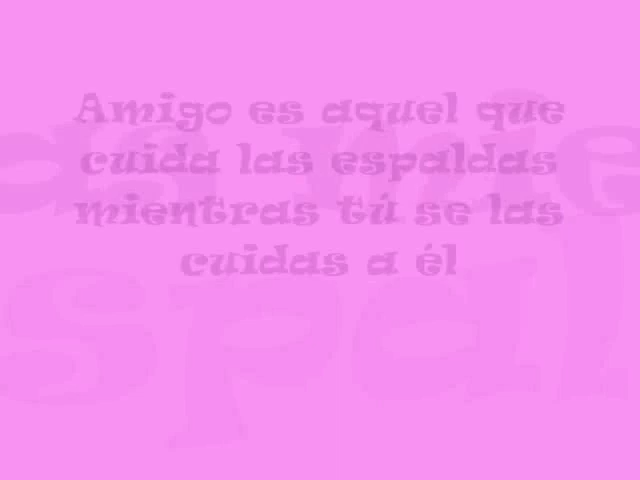 Amigo es aquel que
cuida las espaldas
mientras tú se las
cuidas a él